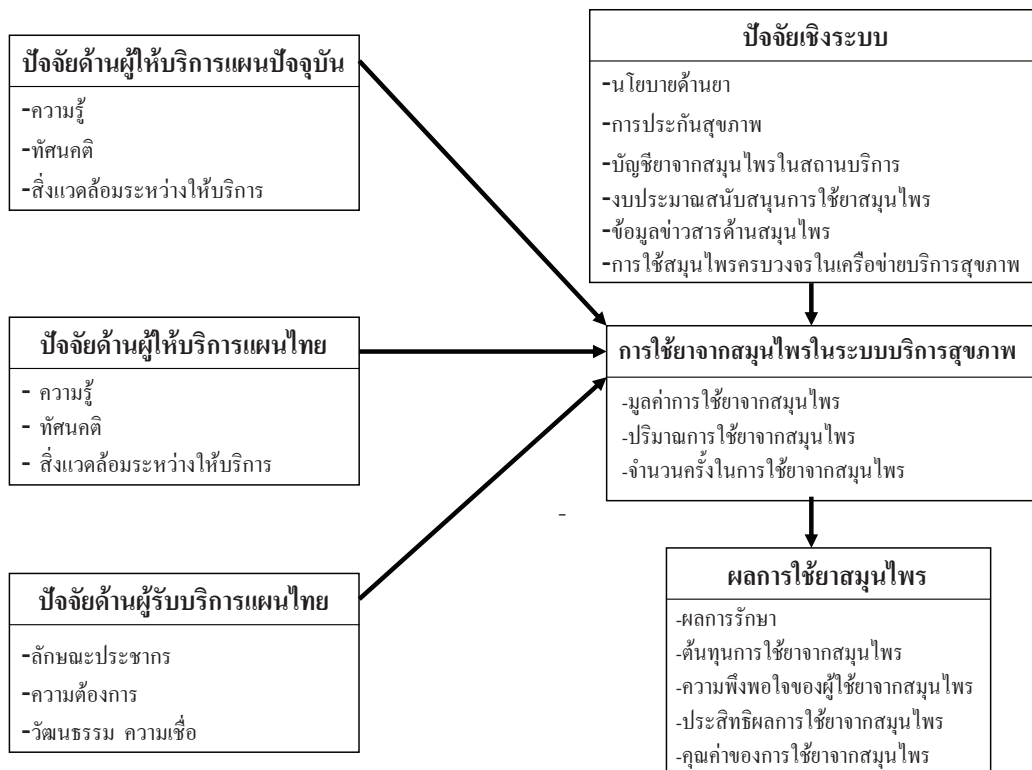 ปัจจัยด้านผู้ให้บริการแผนปัจจุบัน
-ความรู้
-ทัศนคติ
-สิ่งแวดล้อมระหว่างให้บริการ
ปัจจัยเชิงระบบ
-นโยบายด้านยา
-การประกันสุขภาพ
-บัญชียาจากสมุนไพรในสถานบริการ
-งบประมาณสนับสนุนการใช้ยาสมุนไพร
-ข้อมูลข่าวสารด้านสมุนไพร
-การใช้สมุนไพรครบวงจรในเครือข่ายบริการสุขภาพ
ปัจจัยด้านผู้ให้บริการแผนไทย
- ความรู้
- ทัศนคติ
- สิ่งแวดล้อมระหว่างให้บริการ
การใช้ยาจากสมุนไพรในระบบบริการสุขภาพ
-มูลค่าการใช้ยาจากสมุนไพร
-ปริมาณการใช้ยาจากสมุนไพร
-จำนวนครั้งในการใช้ยาจากสมุนไพร
-
ปัจจัยด้านผู้รับบริการแผนไทย
-ลักษณะประชากร
-ความต้องการ
-วัฒนธรรม ความเชื่อ
ผลการใช้ยาสมุนไพร
-ผลการรักษา
-ต้นทุนการใช้ยาจากสมุนไพร
-ความพึงพอใจของผู้ใช้ยาจากสมุนไพร
-ประสิทธิผลการใช้ยาจากสมุนไพร
-คุณค่าของการใช้ยาจากสมุนไพร